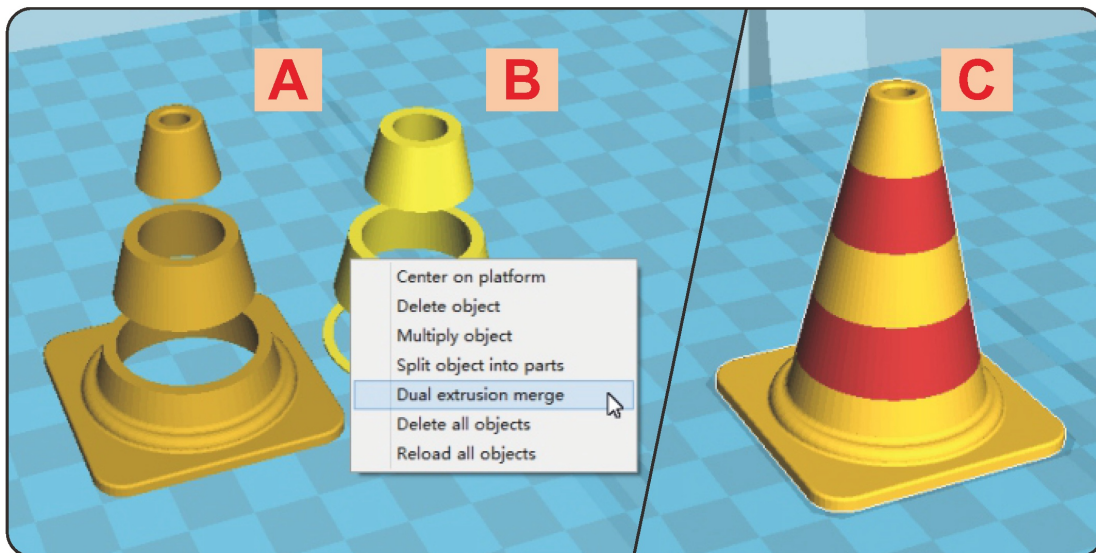 A
B
C
Center on platform
Delete object
Multiply object
Split object into parts
Dual extrusion merge
Delete all objects
Reload all objects